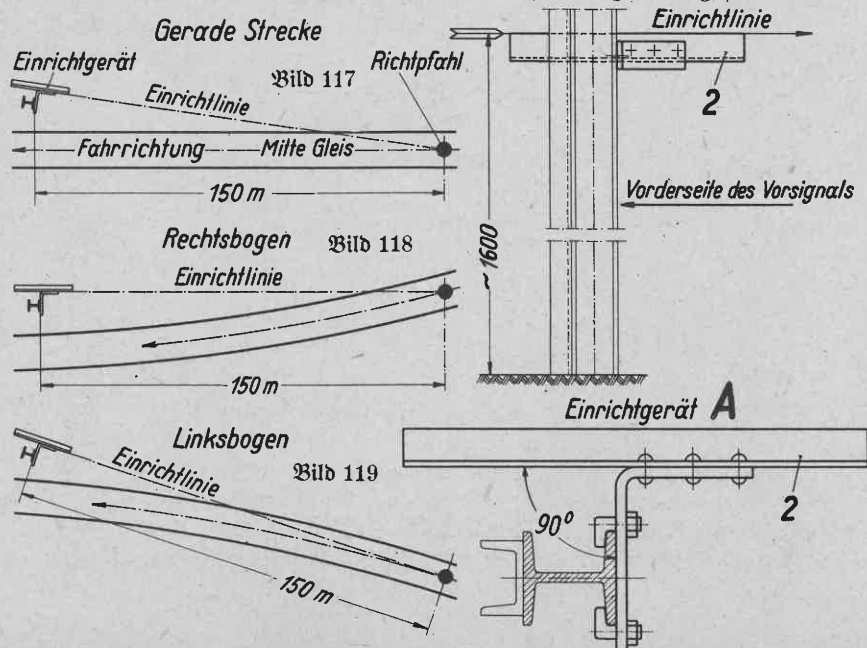 Gerade Strecke
Einrichtgerät
Bild 117
Richtpfahl
Einrichtlinie
Fahrrichtung
Mitte Gleis
150 m
Rechtsbogen
Bild 118
Einrichtlinie
150 m
Linksbogen
Bild 119
Einrichtlinie
150 m
Einrichtlinie
2
Vorderseite des Vorsignals
~1600
Einrichtgerät A
2
90°